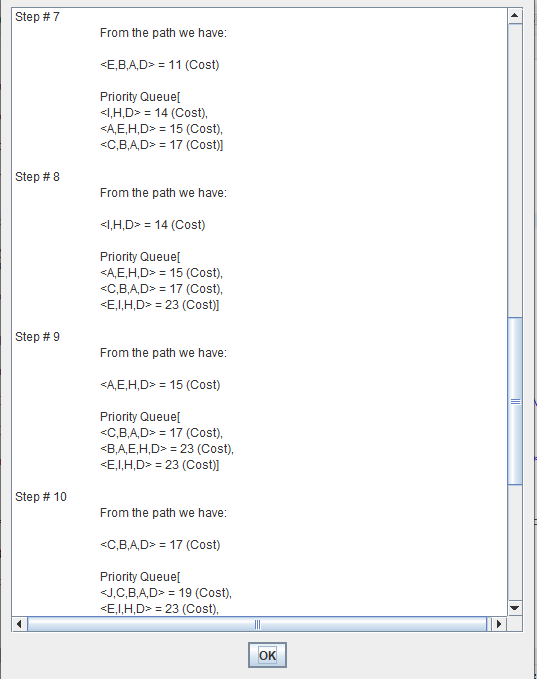 Step # 7
From the path we have:
<E,B,A,D> = 11 (Cost)
Priority Queue[
<I,H,D> = 14 (Cost),
<A,E,H,D> = 15 (Cost),
<C,B,A,D> = 17 (Cost)]
Step # 8
From the path we have:
<I,H,D> = 14 (Cost)
Priority Queue[
<A,E,H,D> = 15 (Cost),
<C,B,A,D> = 17 (Cost),
<E,I,H,D> = 23 (Cost)]
Step # 9
From the path we have:
<A,E,H,D> = 15 (Cost)
Priority Queue[
<C,B,A,D> = 17 (Cost),
<B,A,E,H,D> = 23 (Cost),
<E,I,H,D> = 23 (Cost)]
Step # 10
From the path we have:
<C,B,A,D> = 17 (Cost)
Priority Queue[
<J,C,B,A,D> = 19 (Cost),
<E,I,H,D> = 23 (Cost),
OK